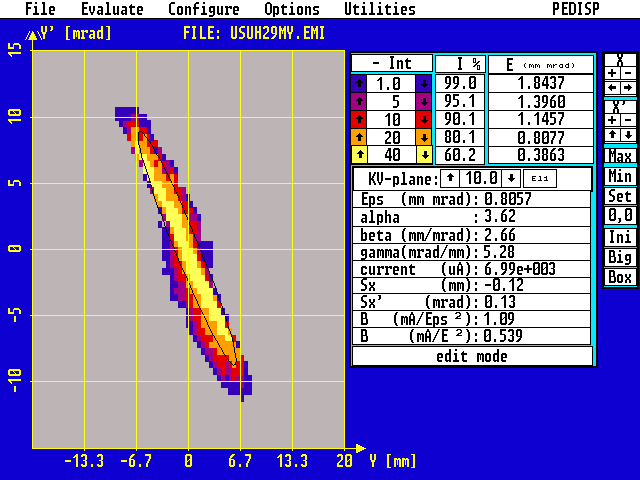 File Evaluate Configure Options Utilities PEDISP
Y' [mrad] FILE: USUH29MY.EMI
15
10
5
0
-5
-10
-13.3 -6.7 0 6.7 13.3 20 Y [mm]
- Int I % E (mm mrad)
1.0 99.0 1.8437
5 95.1 1.3960
10 90.1 1.1457
20 80.1 0.8077
40 60.2 0.3863
KV-plane: 10.0 Ell
Eps (mm mrad): 0.8057
alpha : 3.62
beta (mm/mrad): 2.66
gamma(mrad/mm): 5.28
current (uA): 6.99e+003
Sx (mm): -0.12
Sx' (mrad): 0.13
B (mA/Eps ²): 1.09
B (mA/E ²): 0.539
edit mode
X
+ -
← →
X'
+ -
↑ ↓
Max
Min
Set
0,0
Ini
Big
Box